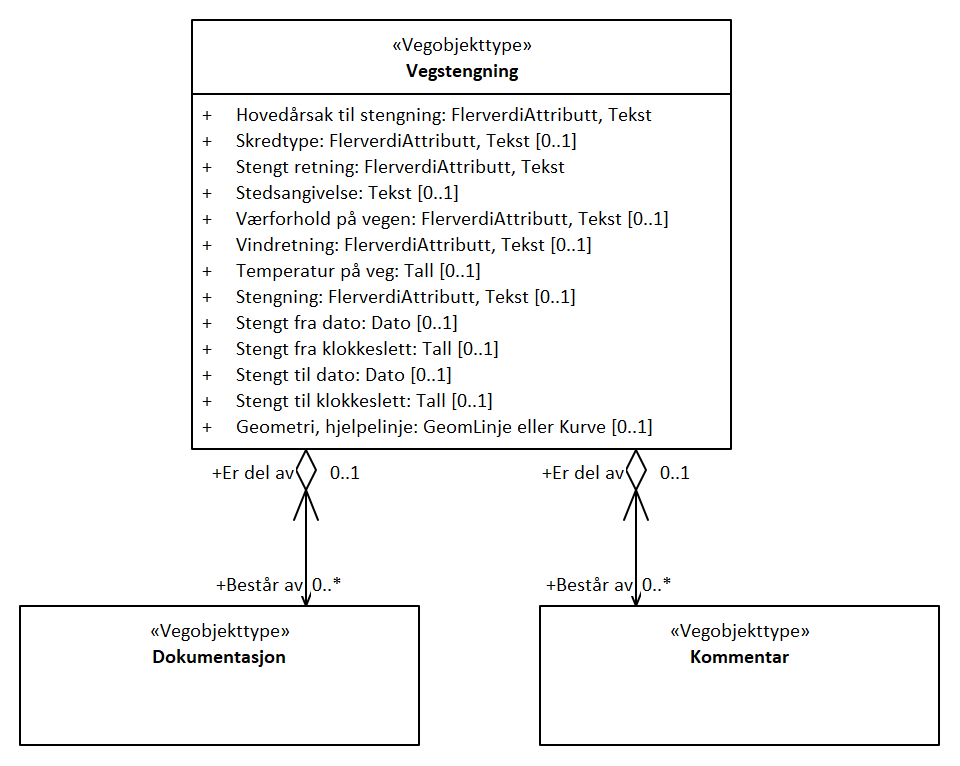 «Vegobjekttype»
Vegstengning
+ Hovedårsak til stengning: FlerverdiAttributt, Tekst
+ Skredtype: FlerverdiAttributt, Tekst [0..1]
+ Stengt retning: FlerverdiAttributt, Tekst
+ Stedsangivelse: Tekst [0..1]
+ Værforhold på vegen: FlerverdiAttributt, Tekst [0..1]
+ Vindretning: FlerverdiAttributt, Tekst [0..1]
+ Temperatur på veg: Tall [0..1]
+ Stengning: FlerverdiAttributt, Tekst [0..1]
+ Stengt fra dato: Dato [0..1]
+ Stengt fra klokkeslett: Tall [0..1]
+ Stengt til dato: Dato [0..1]
+ Stengt til klokkeslett: Tall [0..1]
+ Geometri, hjelpelinje: GeomLinje eller Kurve [0..1]
+Er del av 0..1
+Er del av 0..1
+Består av 0..*
+Består av 0..*
«Vegobjekttype»
Dokumentasjon
«Vegobjekttype»
Kommentar